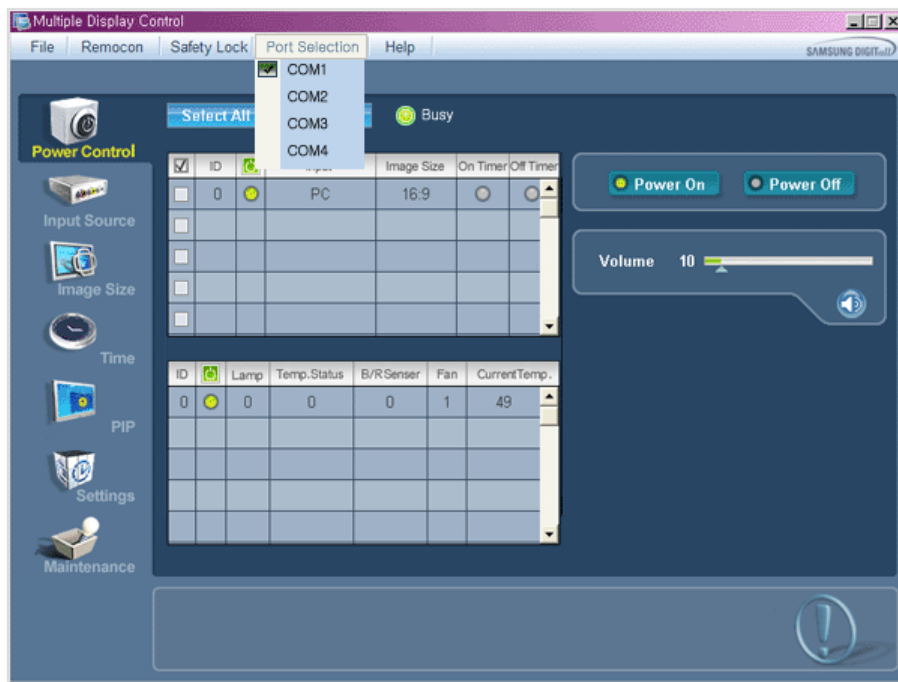 Multiple Display Control
File Remocon Safety Lock Port Selection Help
SAMSUNG DIGITall
COM1
COM2
COM3
COM4
Select All
Busy
Power Control
Input Source
Image Size
Time
PIP
Settings
Maintenance
ID Image Size On Timer Off Timer
0 PC 16:9
Power On Power Off
Volume 10
ID Lamp Temp.Status B/RSenser Fan CurrentTemp.
0 0 0 0 1 49